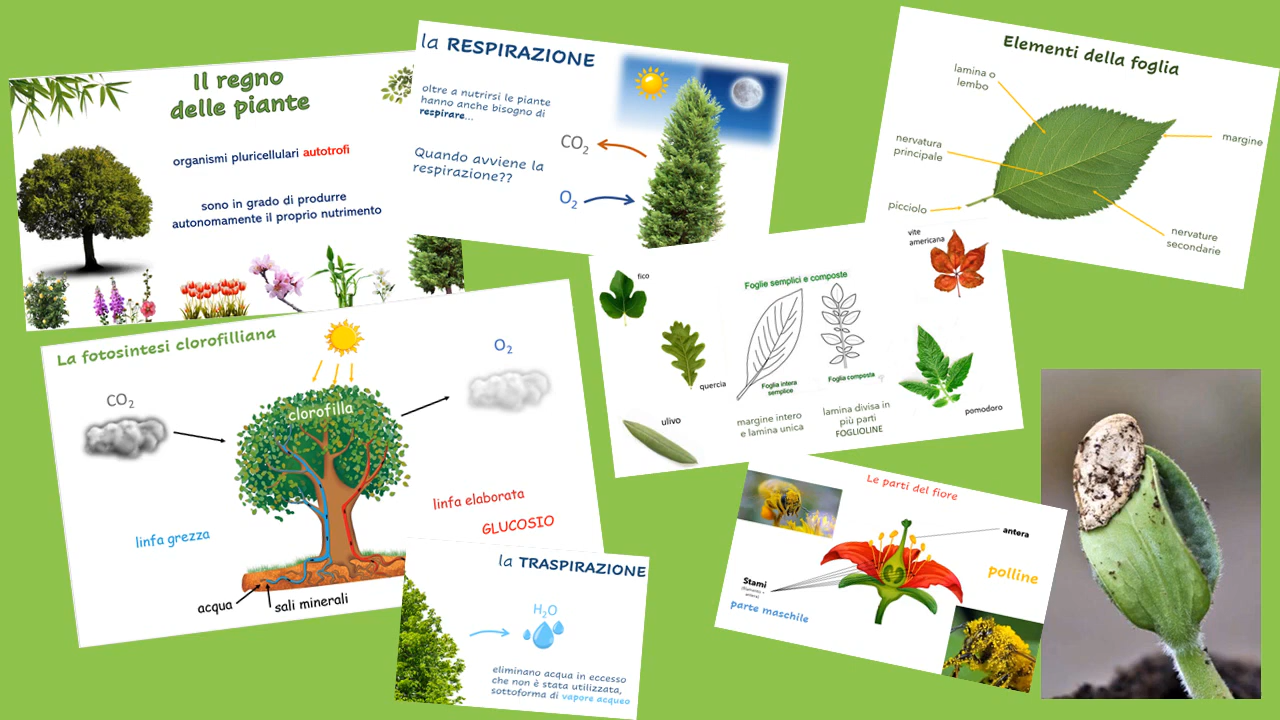 Il regno
delle piante
organismi pluricellulari autotrofi
sono in grado di produrre
autonomamente il proprio nutrimento
la RESPIRAZIONE
oltre a nutrirsi le piante
hanno anche bisogno di
respirare...
Quando avviene la
respirazione??
CO2
O2
Elementi della foglia
lamina o
lembo
nervatura
principale
picciolo
margine
nervature
secondarie
La fotosintesi clorofilliana
CO2
O2
clorofilla
linfa grezza
linfa elaborata
GLUCOSIO
acqua
sali minerali
fico
quercia
ulivo
Foglie semplici e composte
Foglia intera
semplice
Foglia composta
margine intero
e lamina unica
lamina divisa in
più parti
FOGLIOLINE
vite
americana
pomodoro
la TRASPIRAZIONE
H2O
eliminano acqua in eccesso
che non è stata utilizzata,
sottoforma di vapore acqueo
Le parti del fiore
antera
polline
Stami
parte maschile